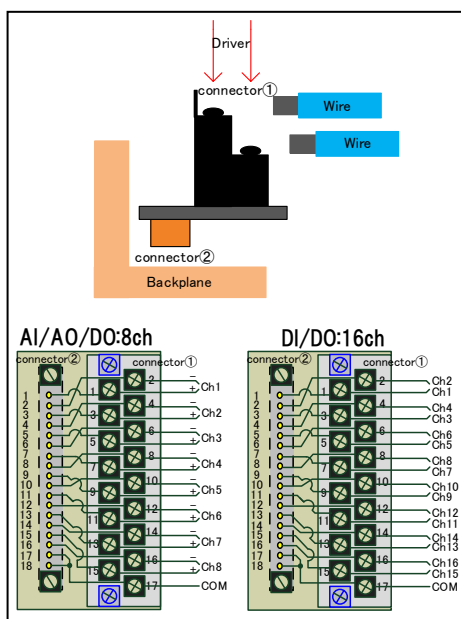 Driver
connector①
Wire
Wire
connector②
Backplane
AI/AO/DO:8ch
connector②
connector①
1
2
3
4
5
6
7
8
9
10
11
12
13
14
15
16
17
18
1
3
5
7
9
11
13
15
2
4
6
8
10
12
14
16
17
−
+ Ch1
−
+ Ch2
−
+ Ch3
−
+ Ch4
−
+ Ch5
−
+ Ch6
−
+ Ch7
−
+ Ch8
COM
DI/DO:16ch
connector②
connector①
1
2
3
4
5
6
7
8
9
10
11
12
13
14
15
16
17
18
1
3
5
7
9
11
13
15
2
4
6
8
10
12
14
16
17
Ch2
Ch1
Ch4
Ch3
Ch6
Ch5
Ch8
Ch7
Ch10
Ch9
Ch12
Ch11
Ch14
Ch13
Ch16
Ch15
COM